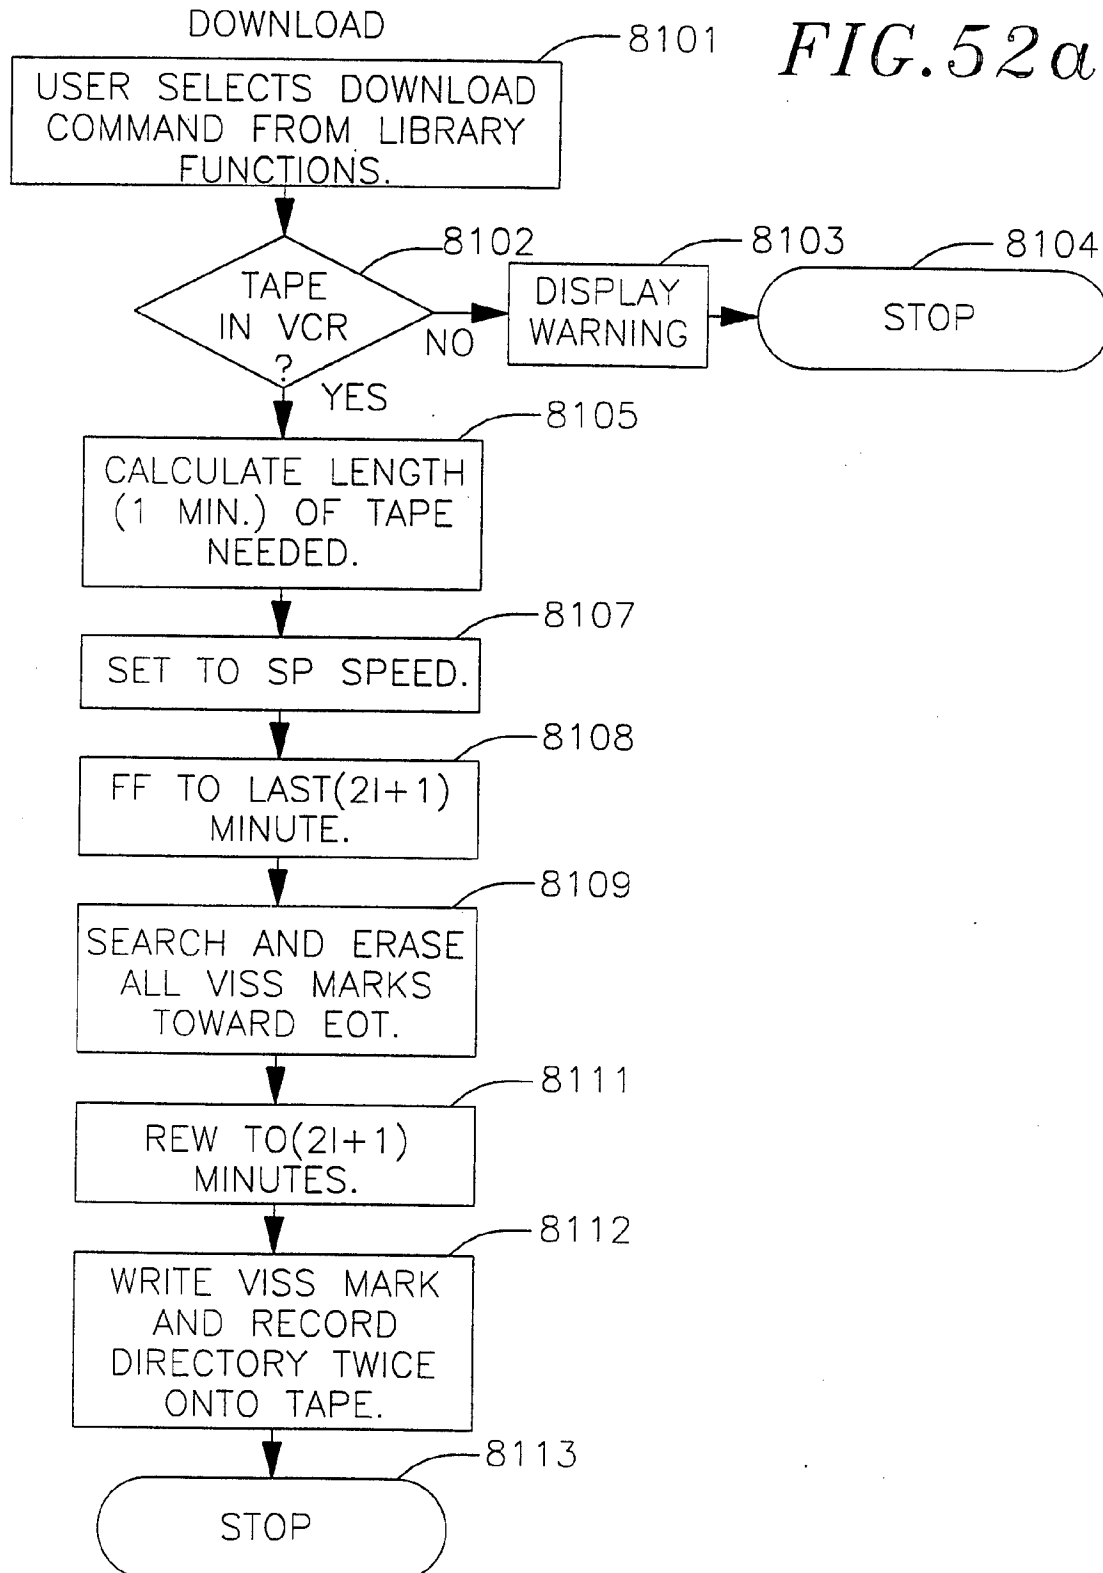 DOWNLOAD
8101
FIG.52a
USER SELECTS DOWNLOAD
COMMAND FROM LIBRARY
FUNCTIONS.
8102
8103
8104
TAPE
IN VCR
?
NO
DISPLAY
WARNING
STOP
YES
8105
CALCULATE LENGTH
(1 MIN.) OF TAPE
NEEDED.
8107
SET TO SP SPEED.
8108
FF TO LAST(2I+1)
MINUTE.
8109
SEARCH AND ERASE
ALL VISS MARKS
TOWARD EOT.
8111
REW TO(2I+1)
MINUTES.
8112
WRITE VISS MARK
AND RECORD
DIRECTORY TWICE
ONTO TAPE.
8113
STOP